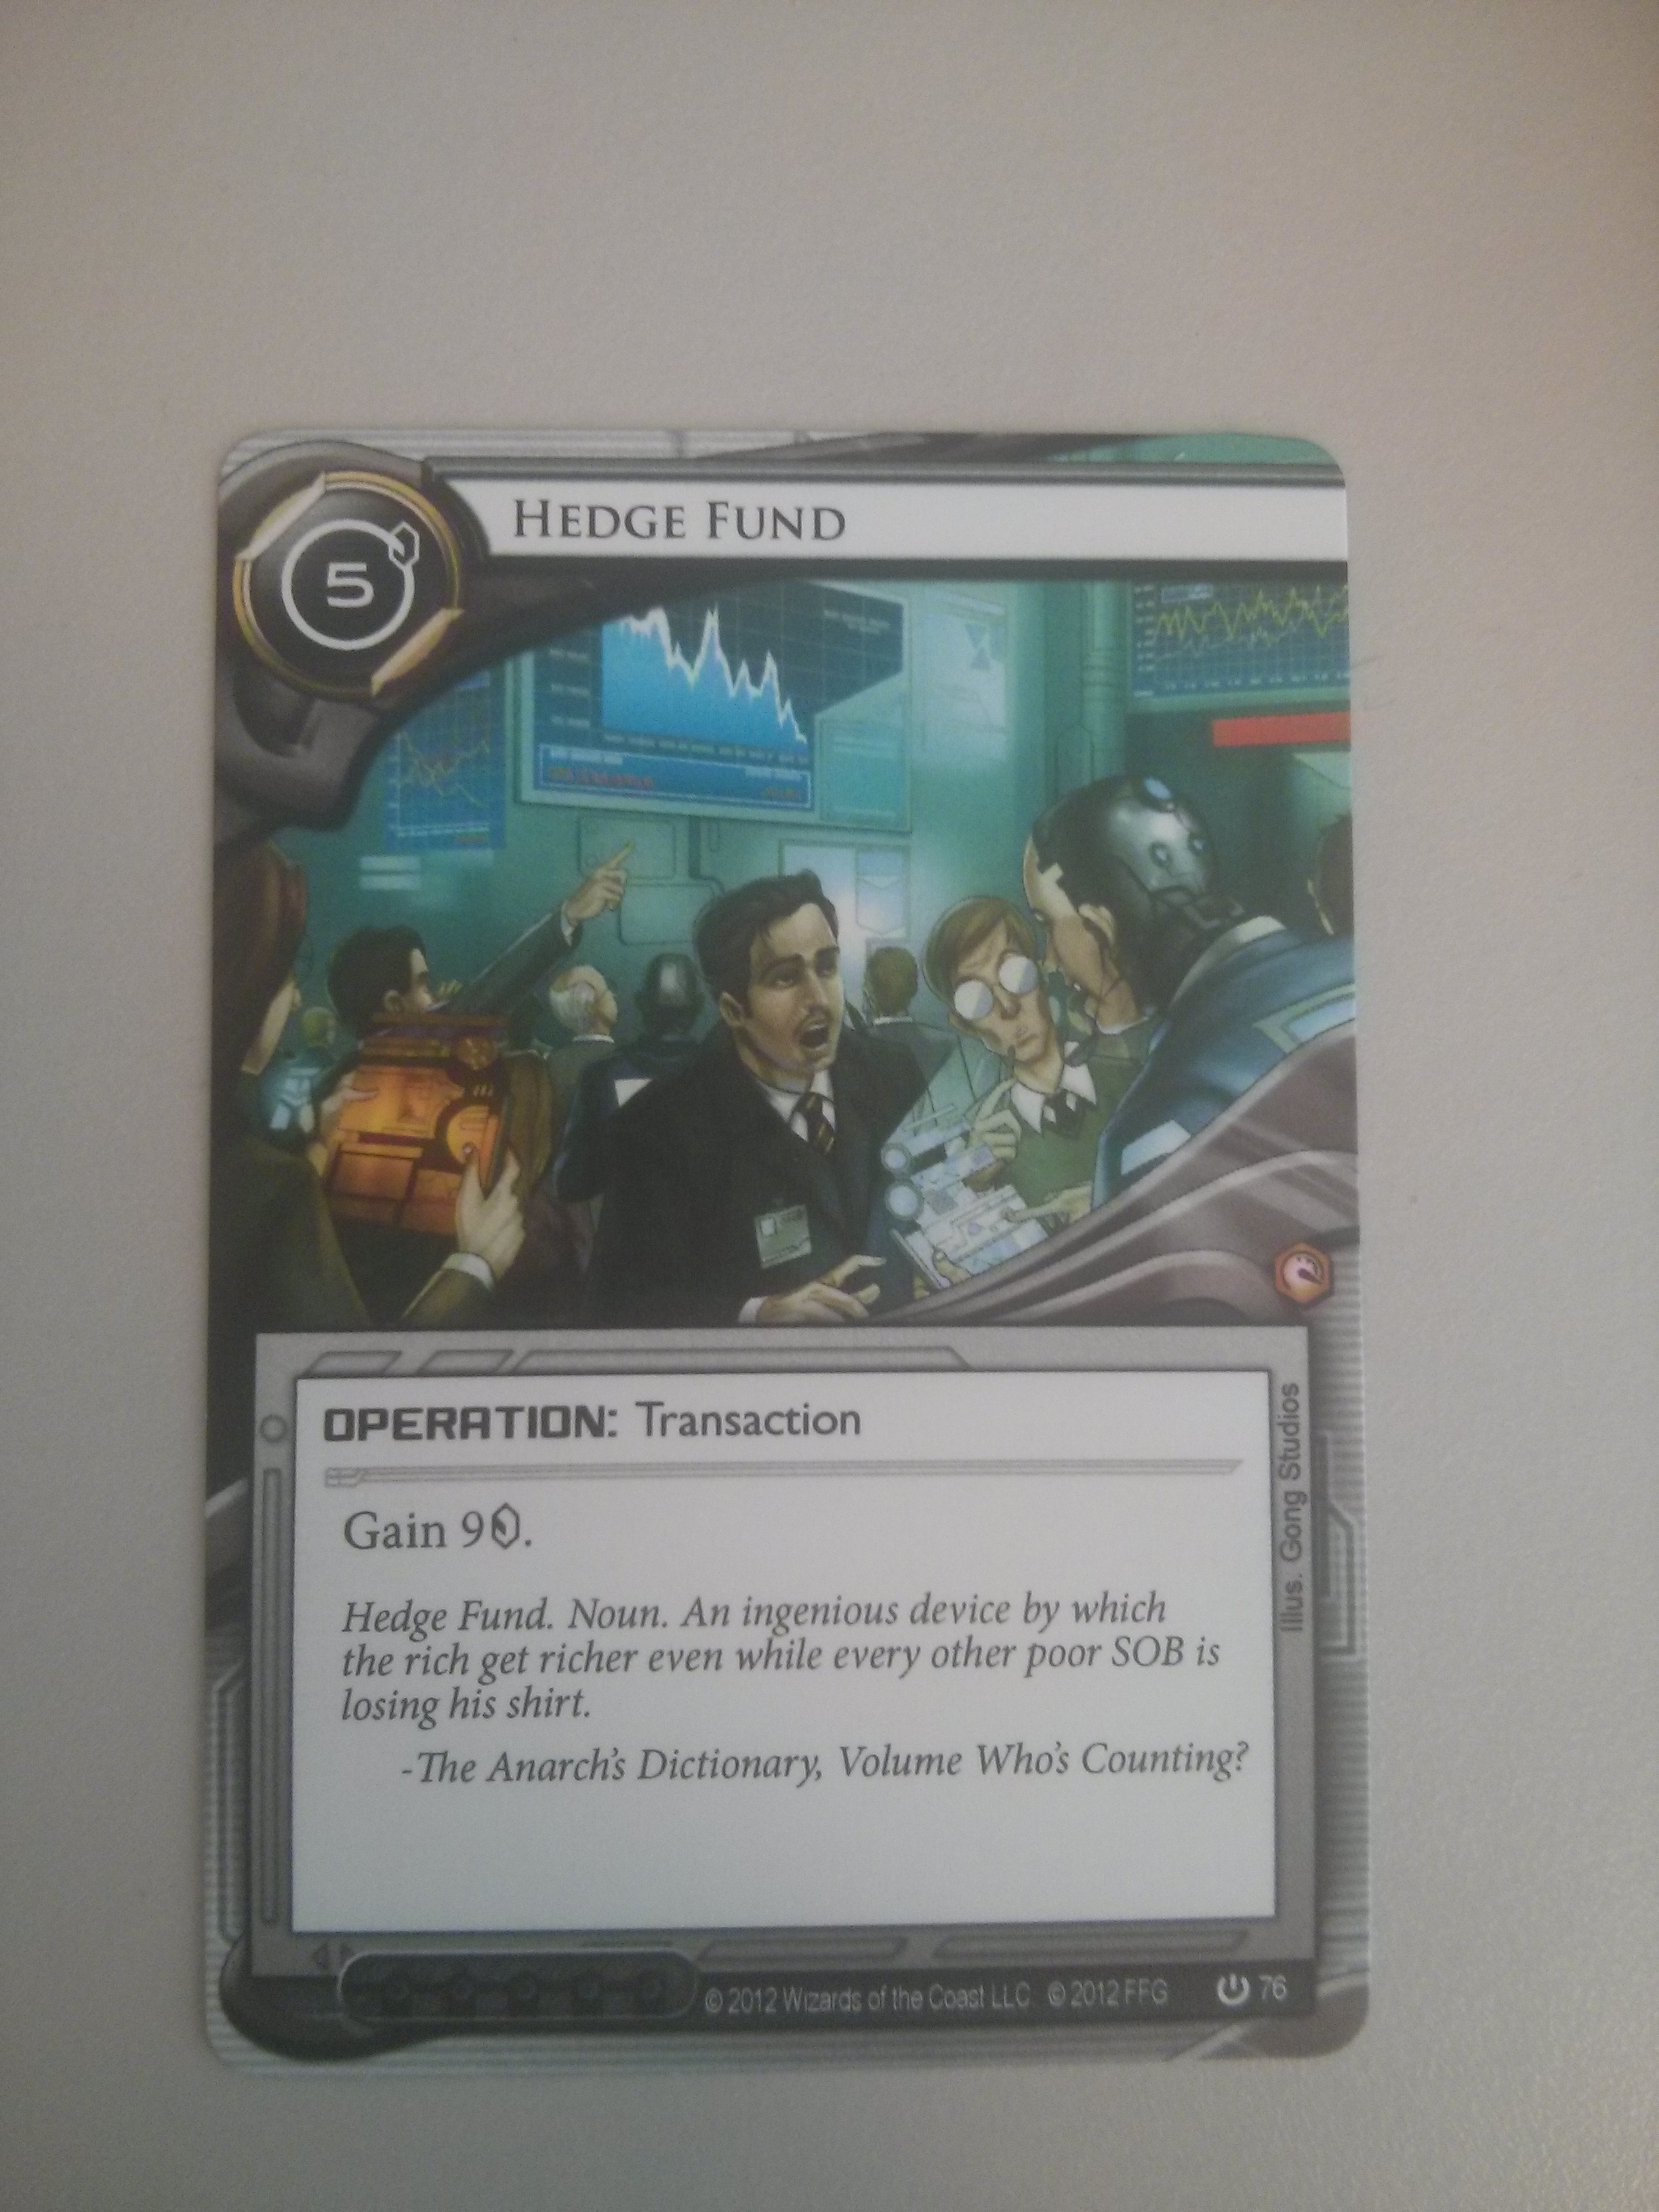 5
HEDGE FUND
OPERATION: Transaction
Gain 9.
Hedge Fund. Noun. An ingenious device by which
the rich get richer even while every other poor SOB is
losing his shirt.
-The Anarch's Dictionary, Volume Who's Counting?
Illus. Gong Studios
© 2012 Wizards of the Coast LLC © 2012 FFG 76